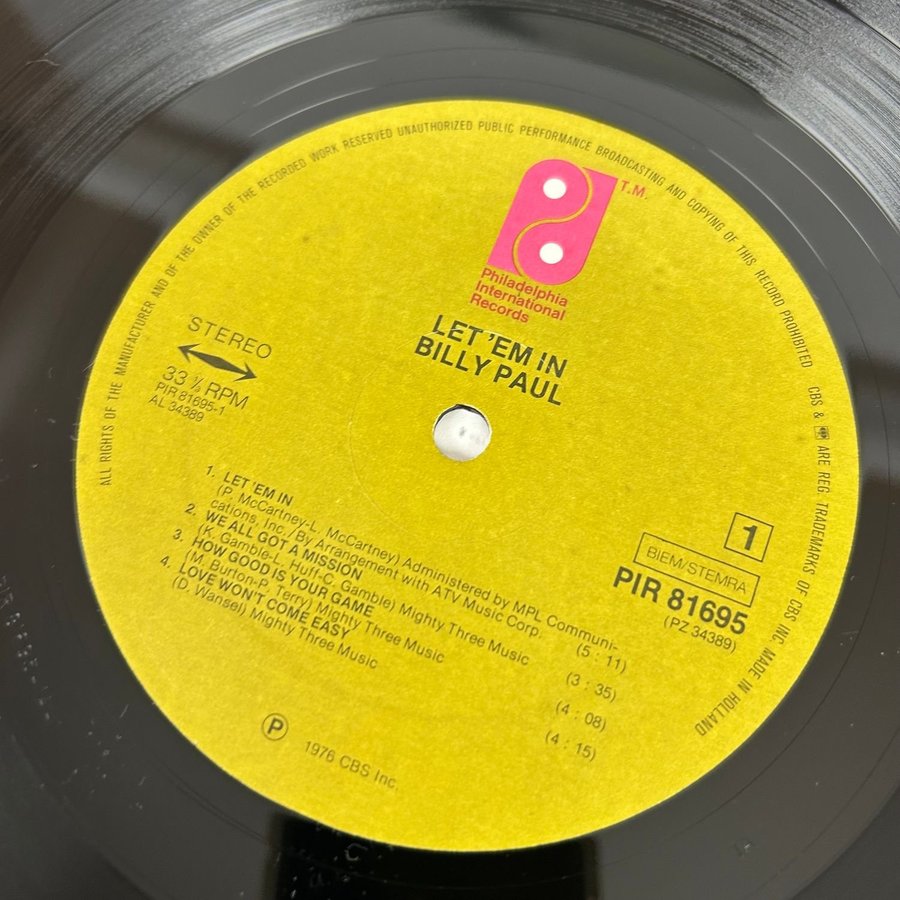 ALL RIGHTS OF THE MANUFACTURER AND OF THE OWNER OF THE RECORDED WORK RESERVED UNAUTHORIZED PUBLIC PERFORMANCE BROADCASTING AND COPYING OF THIS RECORD PROHIBITED CBS & ARE REG. TRADEMARKS OF CBS INC. MADE IN HOLLAND
T.M.
Philadelphia
International
Records
LET 'EM IN
BILLY PAUL
STEREO
33 ⅓ RPM
PIR 81695-1
AL 34389
1. LET 'EM IN
(P. McCartney-L. McCartney) Administered by MPL Communi-
cations, Inc./By Arrangement with ATV Music Corp. (5 : 11)
2. WE ALL GOT A MISSION
(K. Gamble-L. Huff-C. Gamble) Mighty Three Music (3 : 35)
3. HOW GOOD IS YOUR GAME
(M. Burton-P. Terry) Mighty Three Music (4 : 08)
4. LOVE WON'T COME EASY
(D. Wansel) Mighty Three Music (4 : 15)
1
BIEM/STEMRA
PIR 81695
(PZ 34389)
Ⓟ 1976 CBS Inc.